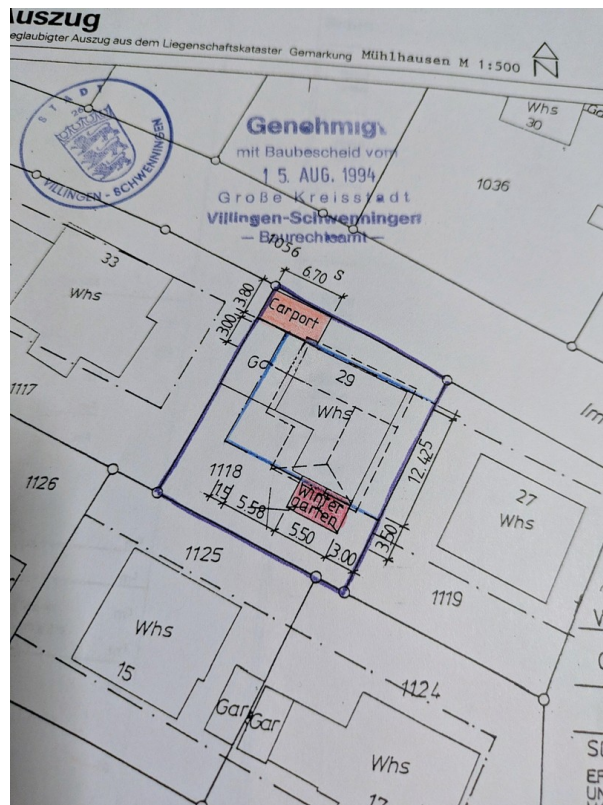 Auszug
eglaubigter Auszug aus dem Liegenschaftskataster Gemarkung Mühlhausen M 1:500
N
STADT
VILLINGEN-SCHWENNINGEN
Genehmig
mit Baubescheid vom
15. AUG. 1994
Große Kreisstadt
Villingen-Schwenningen
— Baurechtsamt —
Whs
30
1036
1056
6.70 S
33
Whs
3.80
3.00
Carport
Ga
29
Whs
1117
1118
1126
12.425
27
Whs
Winter
garten
5.58
5.50
3.00
3.50
1125
1119
Whs
15
Gar
Gar
1124
Whs
17